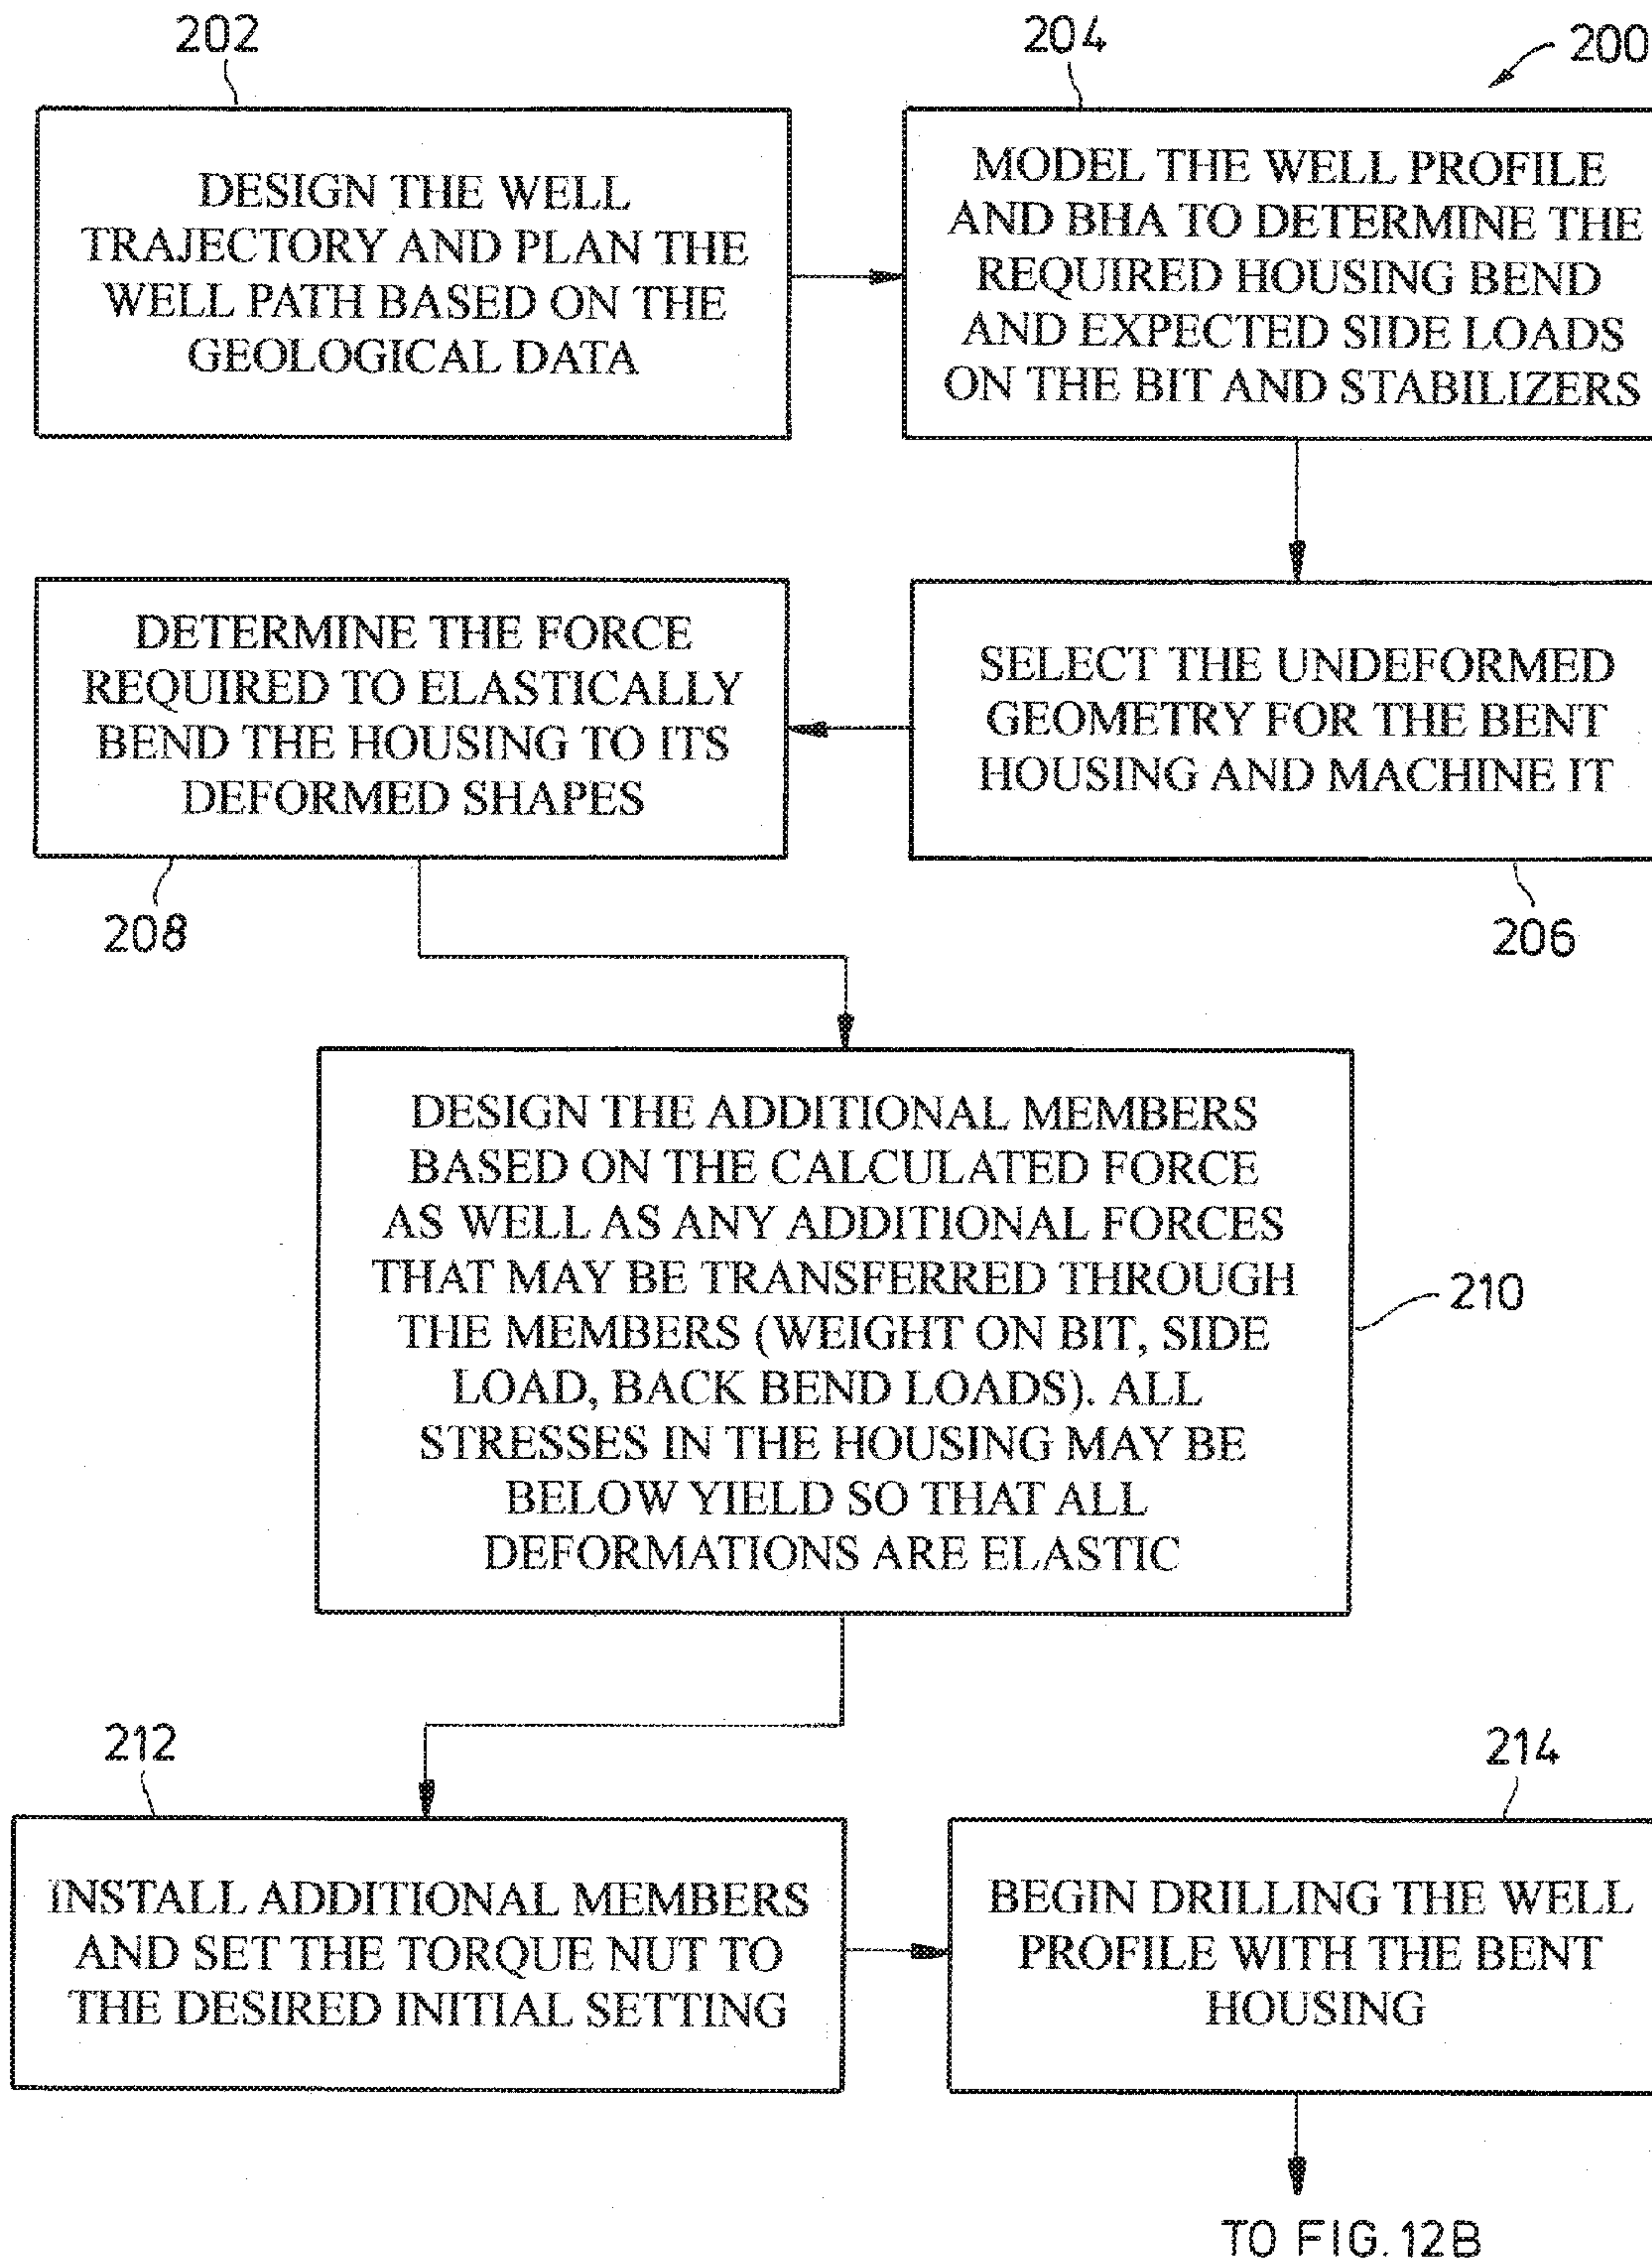 202
204
200
DESIGN THE WELL
TRAJECTORY AND PLAN THE
WELL PATH BASED ON THE
GEOLOGICAL DATA
MODEL THE WELL PROFILE
AND BHA TO DETERMINE THE
REQUIRED HOUSING BEND
AND EXPECTED SIDE LOADS
ON THE BIT AND STABILIZERS
SELECT THE UNDEFORMED
GEOMETRY FOR THE BENT
HOUSING AND MACHINE IT
206
DETERMINE THE FORCE
REQUIRED TO ELASTICALLY
BEND THE HOUSING TO ITS
DEFORMED SHAPES
208
DESIGN THE ADDITIONAL MEMBERS
BASED ON THE CALCULATED FORCE
AS WELL AS ANY ADDITIONAL FORCES
THAT MAY BE TRANSFERRED THROUGH
THE MEMBERS (WEIGHT ON BIT, SIDE
LOAD, BACK BEND LOADS). ALL
STRESSES IN THE HOUSING MAY BE
BELOW YIELD SO THAT ALL
DEFORMATIONS ARE ELASTIC
210
212
INSTALL ADDITIONAL MEMBERS
AND SET THE TORQUE NUT TO
THE DESIRED INITIAL SETTING
214
BEGIN DRILLING THE WELL
PROFILE WITH THE BENT
HOUSING
TO FIG. 12B